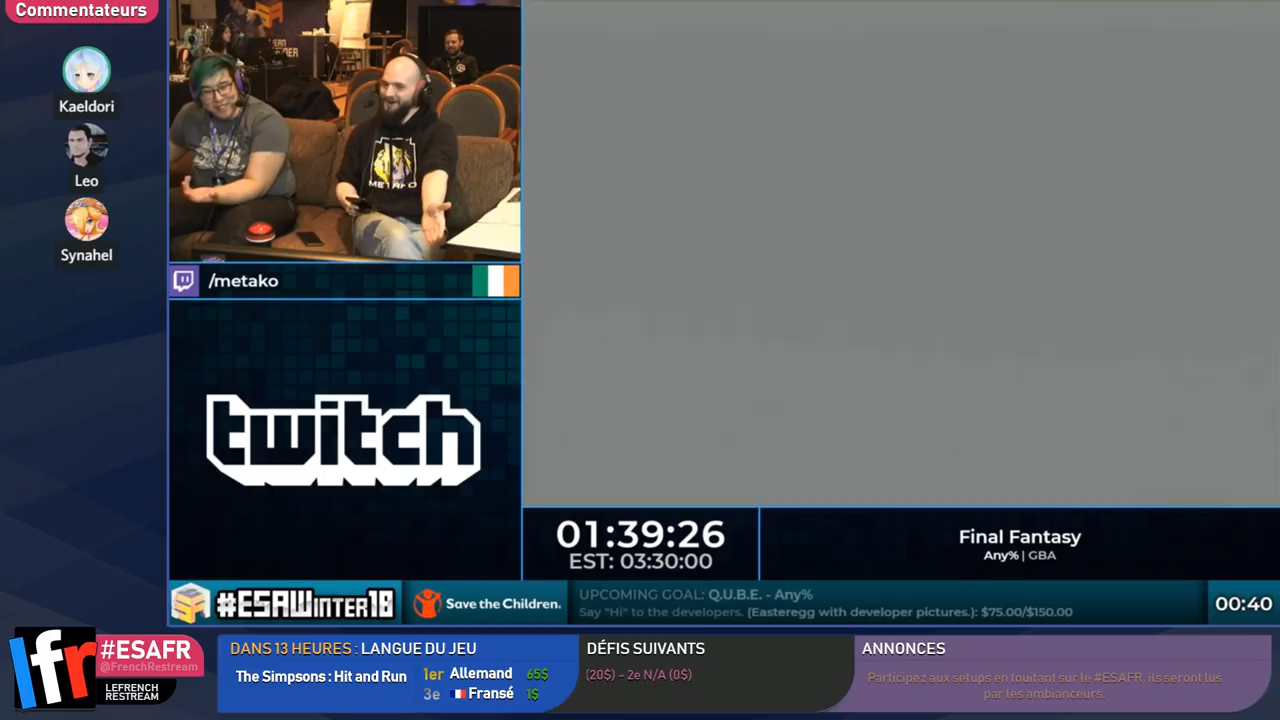 Commentateurs
Kaeldori
Leo
Synahel
METAKO
/metako
twitch
01:39:26
EST: 03:30:00
Final Fantasy
Any% | GBA
#ESAWinter18
Save the Children.
UPCOMING GOAL: Q.U.B.E. - Any%
Say "Hi" to the developers. (Easteregg with developer pictures.): $75.00/$150.00
00:40
lfr
#ESAFR
@FrenchRestream
LEFRENCH
RESTREAM
DANS 13 HEURES : LANGUE DU JEU
The Simpsons : Hit and Run
1er Allemand 65$
3e Fransé 1$
DÉFIS SUIVANTS
(20$) - 2e N/A (0$)
ANNONCES
Participez aux setups en touitant sur le #ESAFR, ils seront lus
par les ambianceurs.